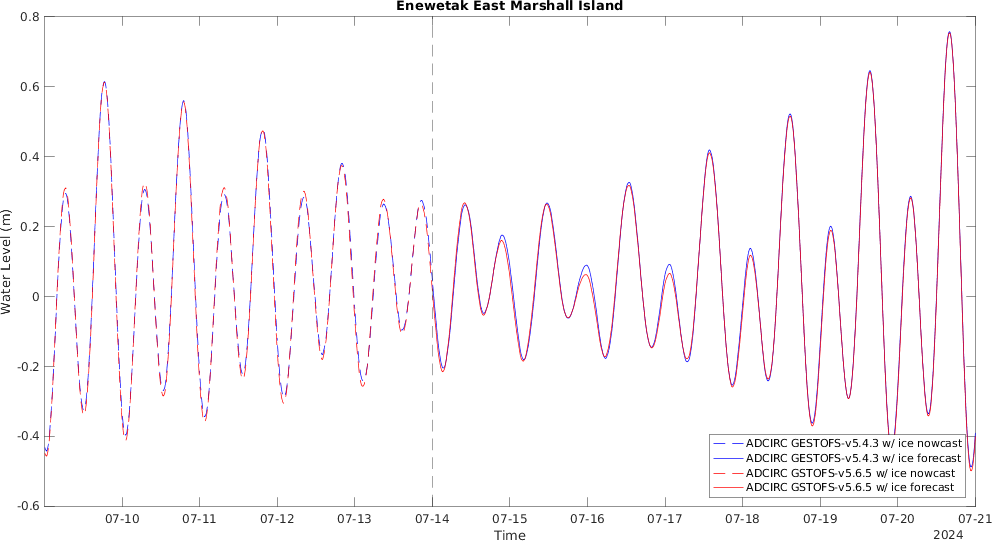 Enewetak East Marshall Island
Water Level (m)
0.8
0.6
0.4
0.2
0
-0.2
-0.4
-0.6
ADCIRC GESTOFS-v5.4.3 w/ ice nowcast
ADCIRC GESTOFS-v5.4.3 w/ ice forecast
ADCIRC GSTOFS-v5.6.5 w/ ice nowcast
ADCIRC GSTOFS-v5.6.5 w/ ice forecast
07-10 07-11 07-12 07-13 07-14 07-15 07-16 07-17 07-18 07-19 07-20 07-21
Time
2024